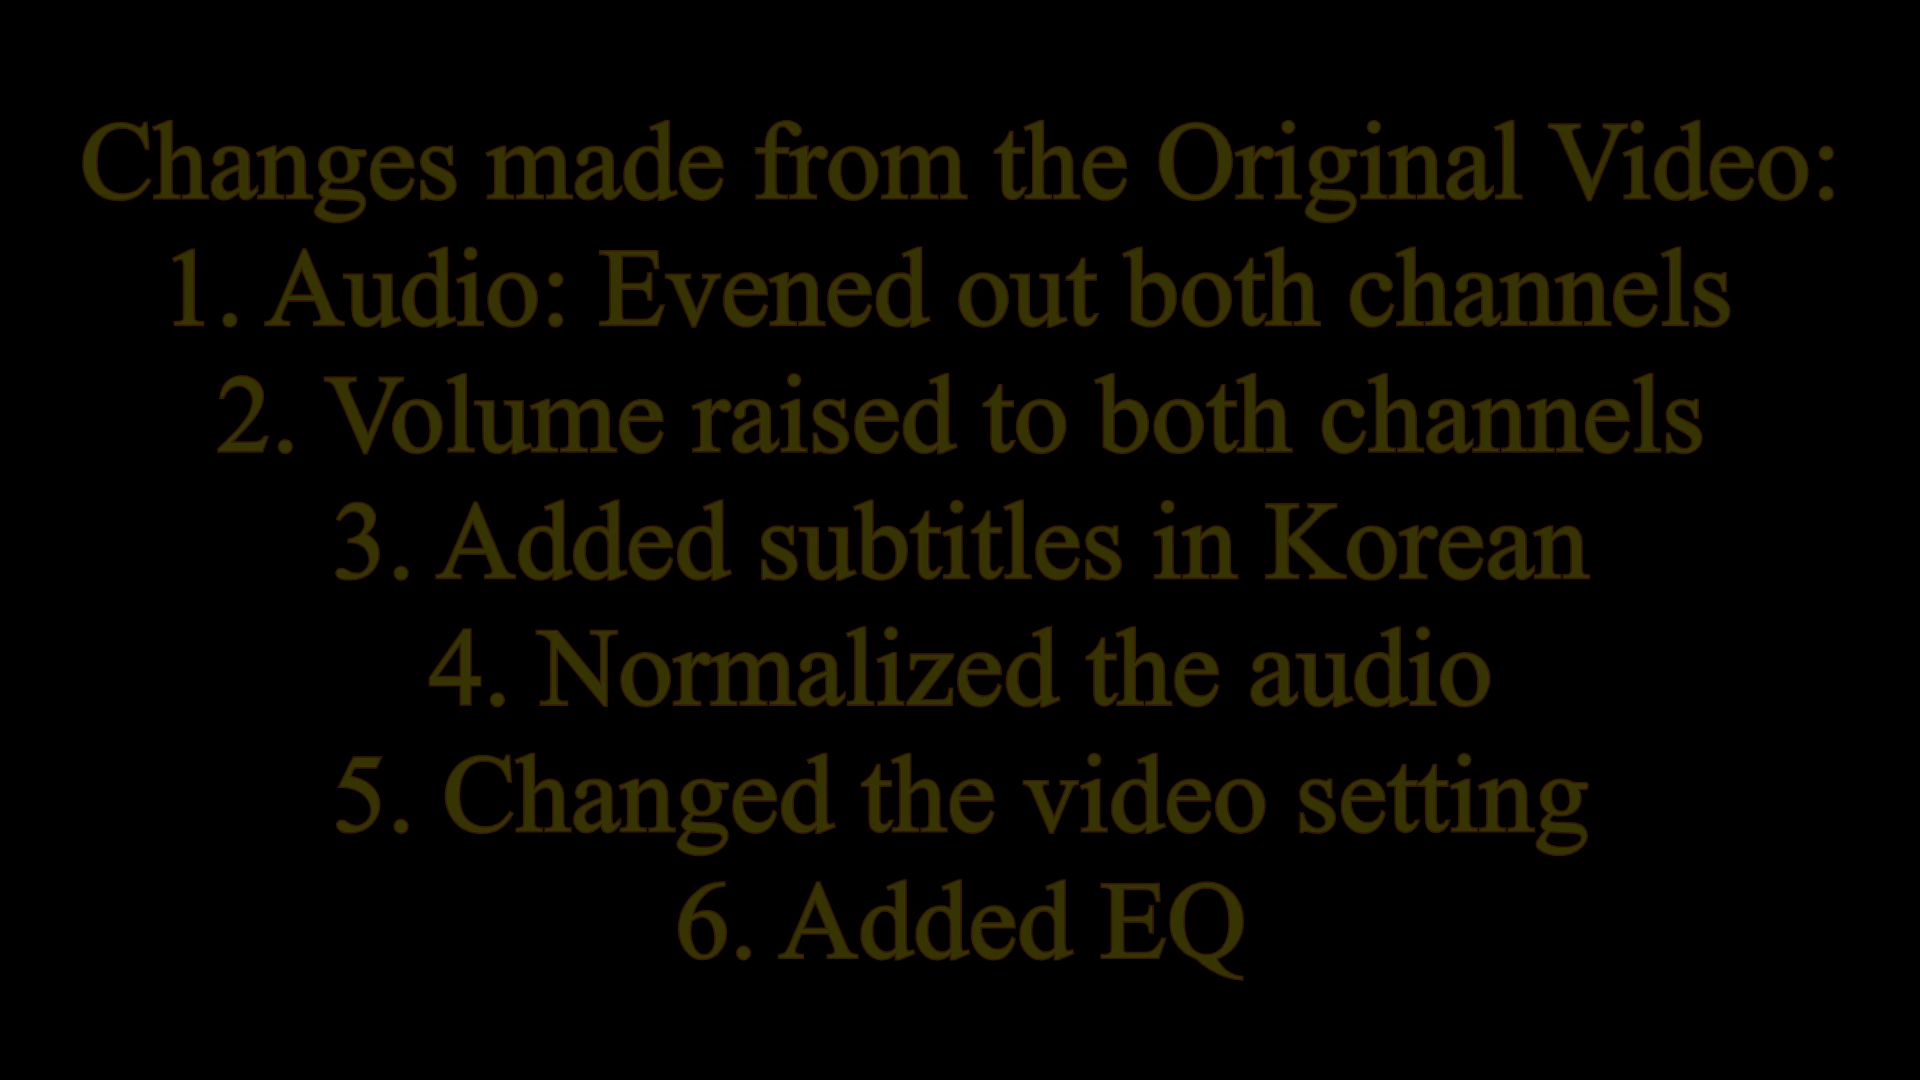 Changes made from the Original Video:
1. Audio: Evened out both channels
2. Volume raised to both channels
3. Added subtitles in Korean
4. Normalized the audio
5. Changed the video setting
6. Added EQ